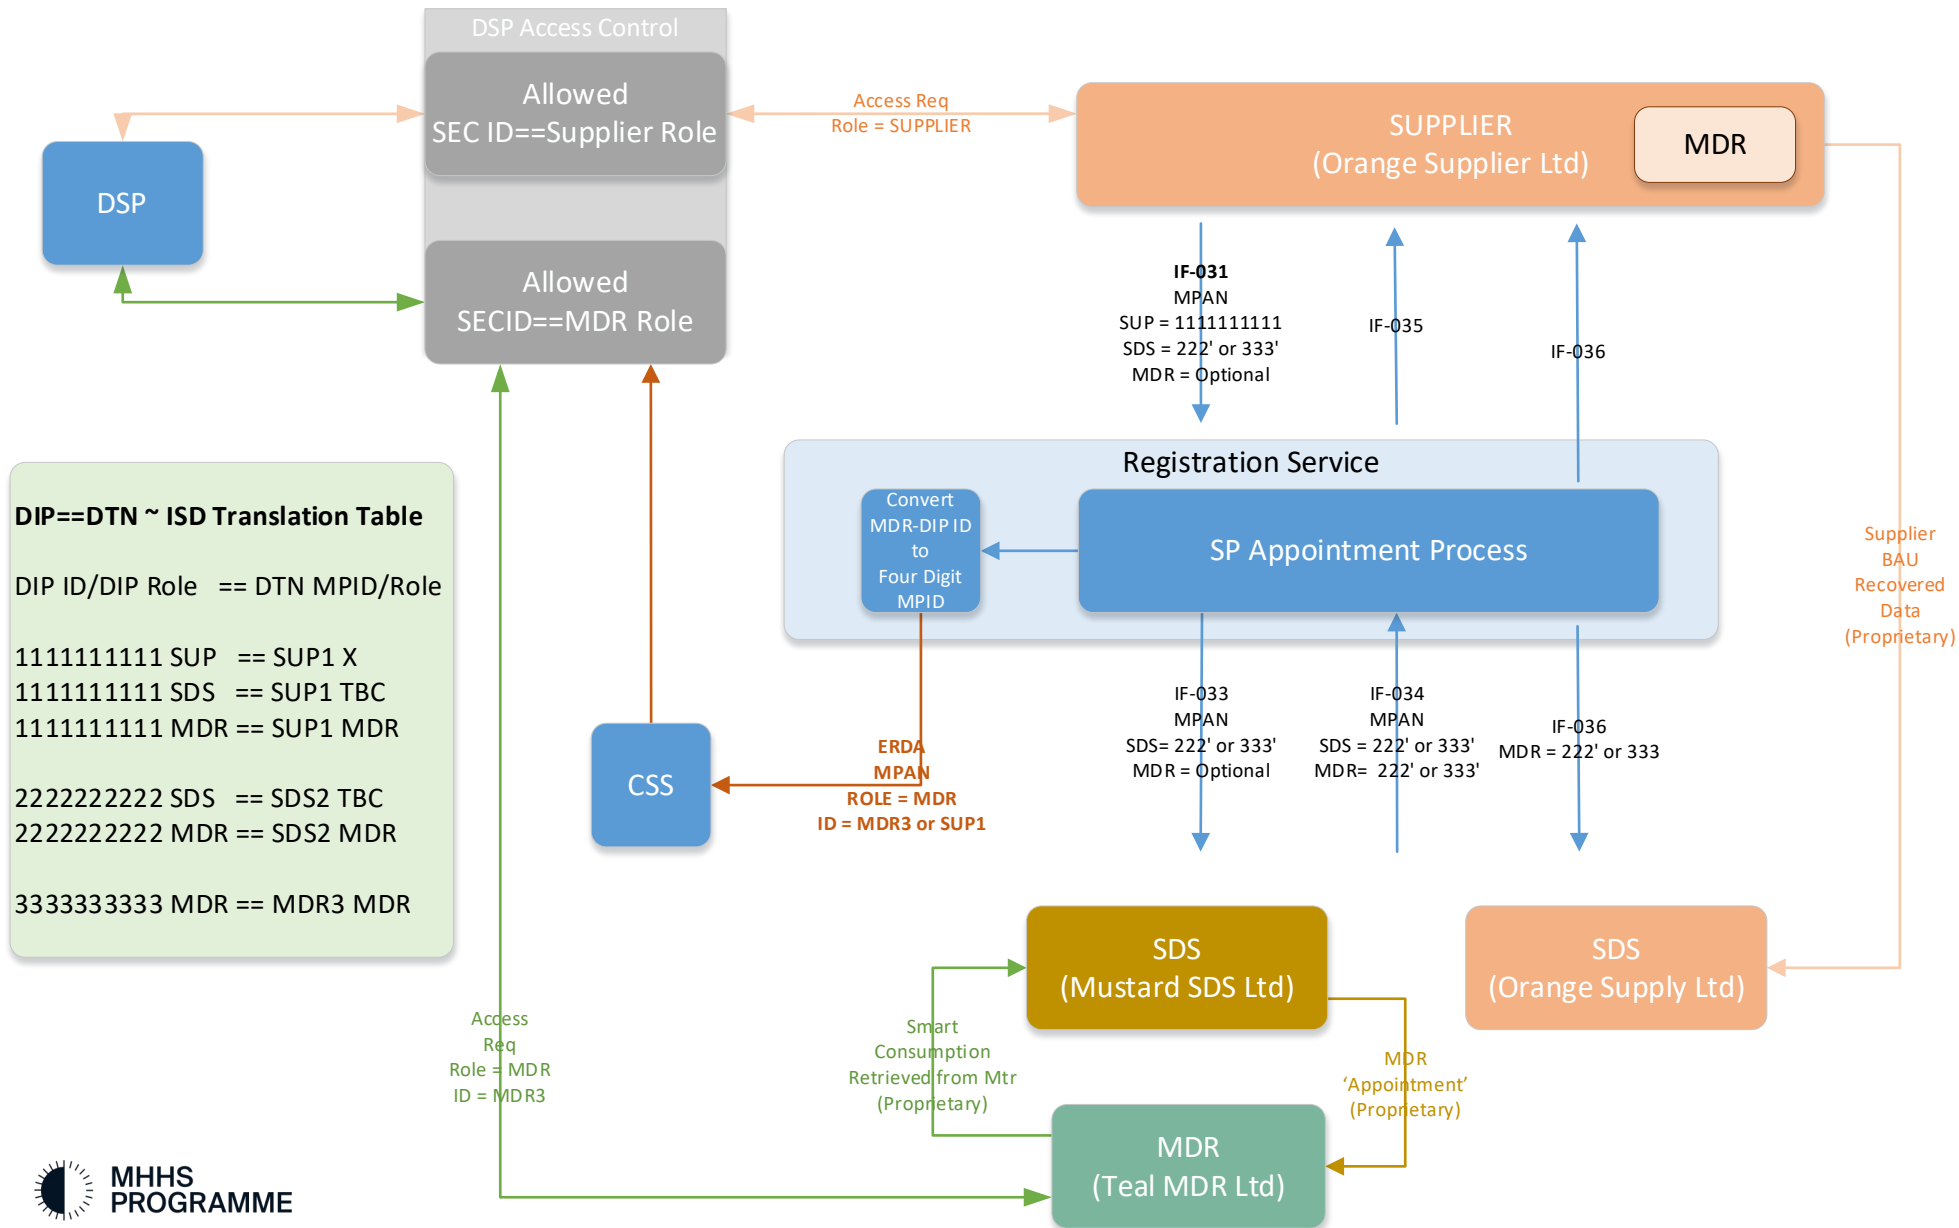 DSP Access Control
Allowed
SEC ID==Supplier Role
Access Req
Role = SUPPLIER
SUPPLIER
(Orange Supplier Ltd)
MDR
DSP
Allowed
SECID==MDR Role
IF-031
MPAN
SUP = 1111111111
SDS = 222' or 333'
MDR = Optional
IF-035
IF-036
Registration Service
Convert
MDR-DIP ID
to
Four Digit
MPID
SP Appointment Process
Supplier
BAU
Recovered
Data
(Proprietary)
DIP==DTN ~ ISD Translation Table
DIP ID/DIP Role == DTN MPID/Role
1111111111 SUP == SUP1 X
1111111111 SDS == SUP1 TBC
1111111111 MDR == SUP1 MDR
2222222222 SDS == SDS2 TBC
2222222222 MDR == SDS2 MDR
3333333333 MDR == MDR3 MDR
CSS
ERDA
MPAN
ROLE = MDR
ID = MDR3 or SUP1
IF-033
MPAN
SDS= 222' or 333'
MDR = Optional
IF-034
MPAN
SDS = 222' or 333'
MDR= 222' or 333'
IF-036
MDR = 222' or 333
SDS
(Mustard SDS Ltd)
SDS
(Orange Supply Ltd)
Access
Req
Role = MDR
ID = MDR3
Smart
Consumption
Retrieved from Mtr
(Proprietary)
MDR
‘Appointment’
(Proprietary)
MDR
(Teal MDR Ltd)
MHHS
PROGRAMME